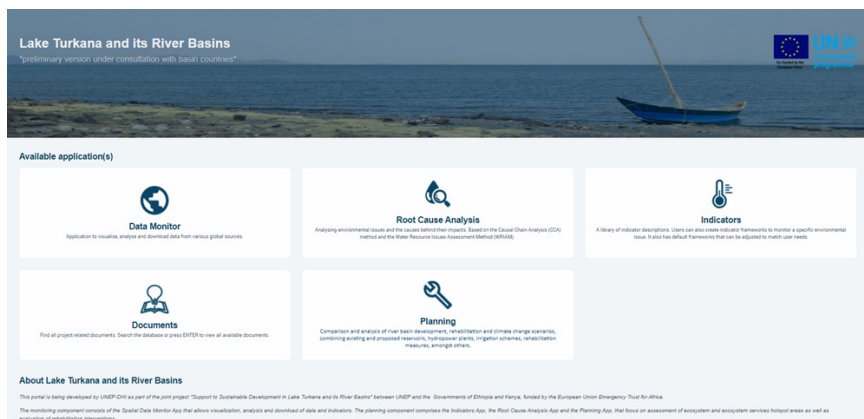 Lake Turkana and its River Basins
"preliminary version under consultation with basin countries"
UN
Co-funded by the
European Union
Available application(s)
Data Monitor
Application to visualise, analyse and download data from various global sources.
Root Cause Analysis
Analysing environmental issues and the causes behind their impacts. Based on the Causal Chain Analysis (CCA)
method and the Water Resource Issues Assessment Method (WRIAM).
Indicators
A library of indicator descriptions. Users can also create indicator frameworks to monitor a specific environmental
issue. It also has default frameworks that can be adjusted to match user needs.
Documents
Find all project related documents. Search the database or press ENTER to view all available documents.
Planning
Comparison and analysis of river basin development, rehabilitation and climate change scenarios,
combining existing and proposed reservoirs, hydropower plants, irrigation schemes, rehabilitation
measures, amongst others.
About Lake Turkana and its River Basins
This portal is being developed by UNEP-DHI as part of the joint project "Support to Sustainable Development in Lake Turkana and its River Basins" between UNEP and the Governments of Ethiopia and Kenya, funded by the European Union Emergency Trust for Africa.
The monitoring component consists of the Spatial Data Monitor App that allows visualization, analysis and download of data and indicators. The planning component comprises the Indicators App, the Root Cause Analysis App and the Planning App, that focus on assessment of ecosystem and ecosystem services hotspot areas as well as
evaluation of rehabilitation interventions.